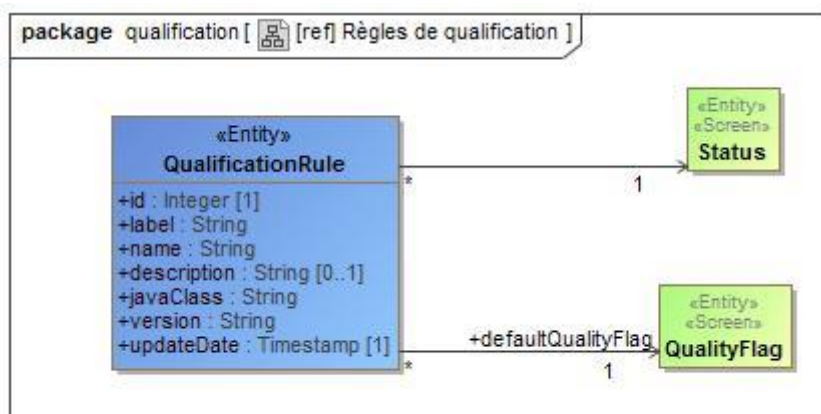 package qualification [ [ref] Règles de qualification ]
«Entity»
QualificationRule
+id : Integer [1]
+label : String
+name : String
+description : String [0..1]
+javaClass : String
+version : String
+updateDate : Timestamp [1]
*
1
«Entity»
«Screen»
Status
*
+defaultQualityFlag
1
«Entity»
«Screen»
QualityFlag